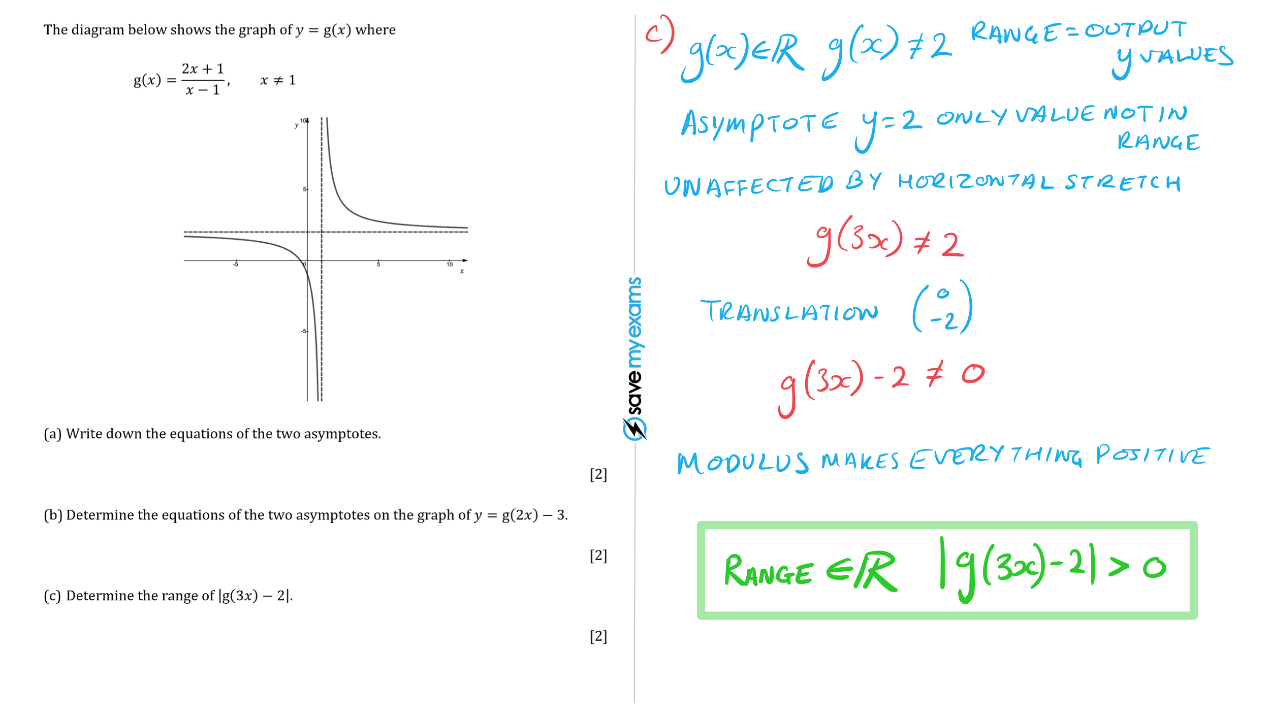 The diagram below shows the graph of y = g(x) where
g(x) = \frac{2x + 1}{x − 1}, x ≠ 1
y
10
5
-5
0
5
10
x
-5
(a) Write down the equations of the two asymptotes.
[2]
(b) Determine the equations of the two asymptotes on the graph of y = g(2x) − 3.
[2]
(c) Determine the range of |g(3x) − 2|.
[2]
savemyexams
c) g(x)∈ℝ g(x)≠2 RANGE = OUTPUT
y VALUES
ASYMPTOTE y=2 ONLY VALUE NOT IN
RANGE
UNAFFECTED BY HORIZONTAL STRETCH
g(3x) ≠ 2
TRANSLATION (0
-2)
g(3x) - 2 ≠ 0
MODULUS MAKES EVERYTHING POSITIVE
RANGE ∈ℝ |g(3x)-2| > 0